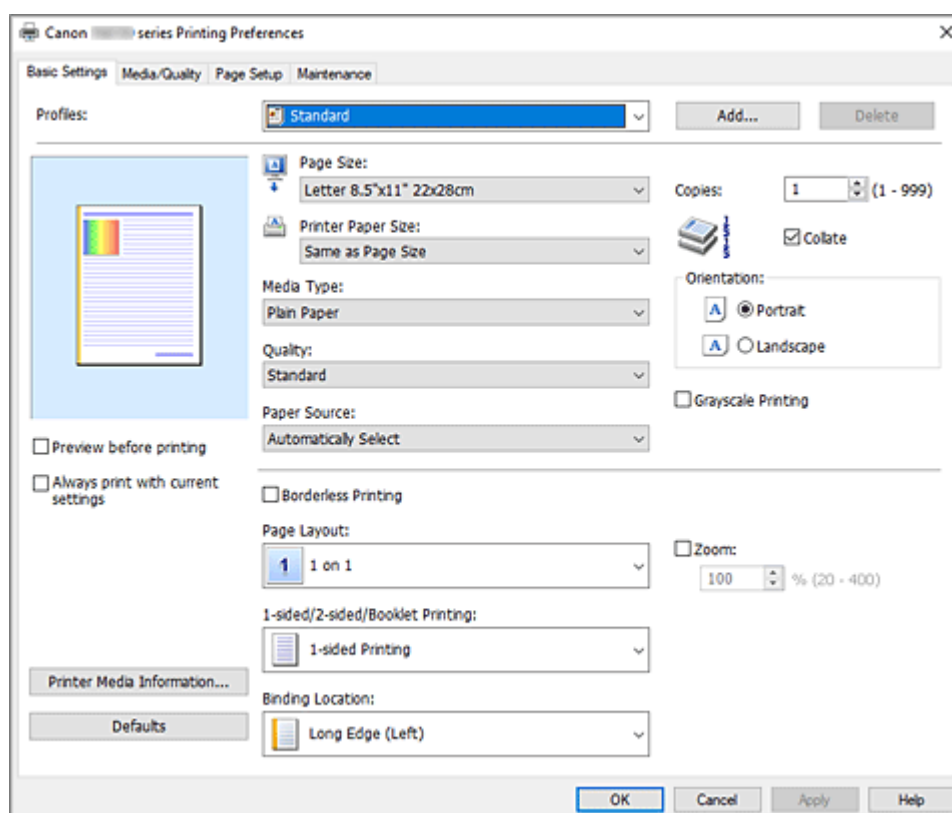 Canon series Printing Preferences
Basic Settings Media/Quality Page Setup Maintenance
Profiles: Standard Add... Delete
Page Size:
Letter 8.5"x11" 22x28cm
Copies: 1 (1 - 999)
Printer Paper Size:
Same as Page Size
Collate
Media Type:
Plain Paper
Orientation:
Portrait
Landscape
Quality:
Standard
Grayscale Printing
Paper Source:
Automatically Select
Preview before printing
Always print with current
settings
Borderless Printing
Page Layout:
1 1 on 1
Zoom:
100 % (20 - 400)
1-sided/2-sided/Booklet Printing:
1-sided Printing
Printer Media Information...
Defaults
Binding Location:
Long Edge (Left)
OK Cancel Apply Help